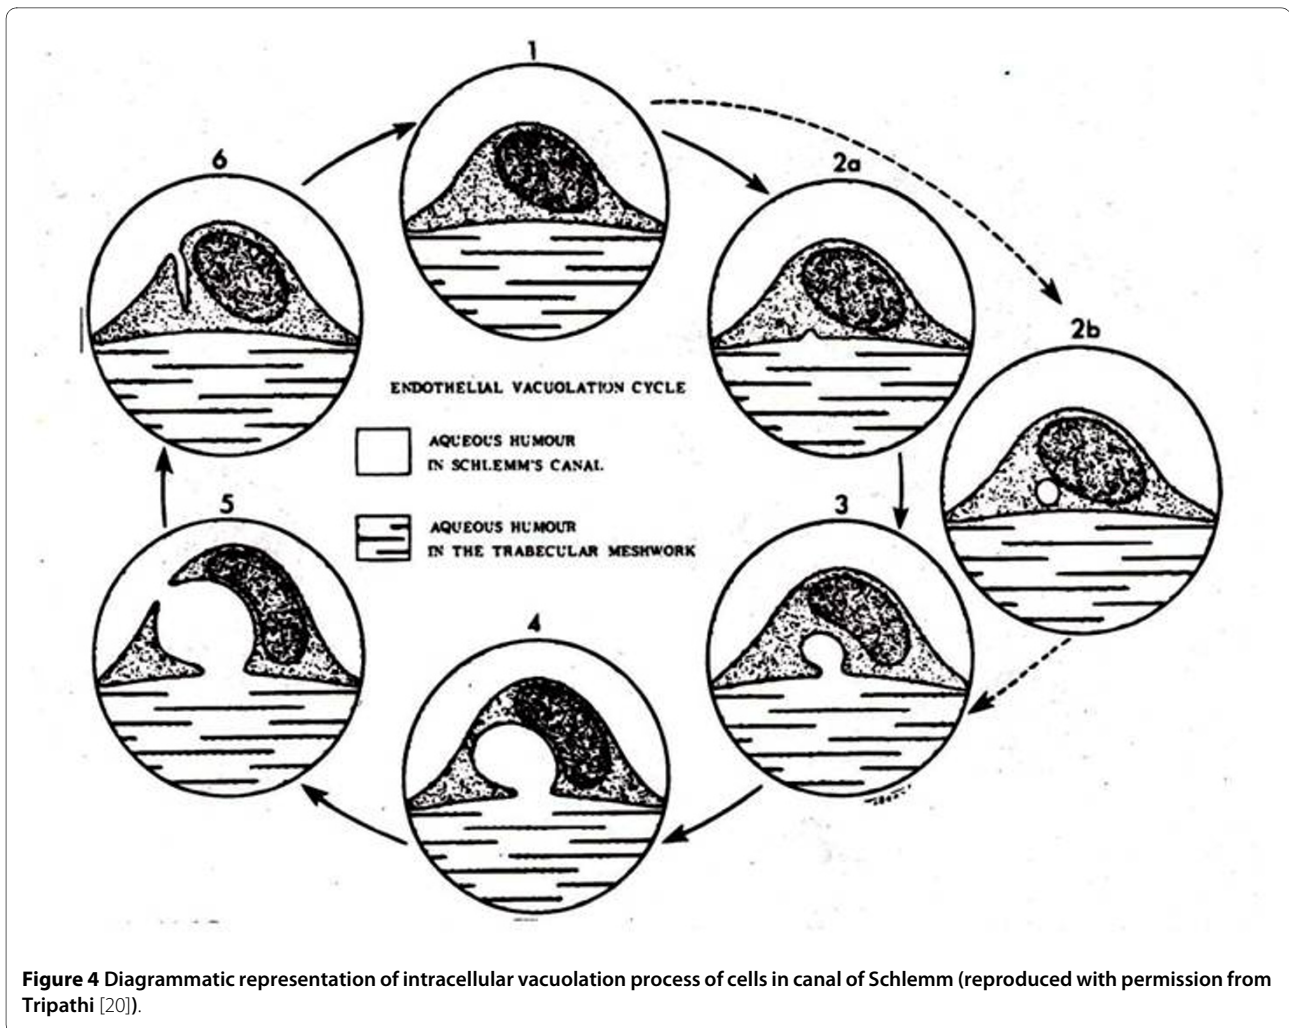 1
6
2a
2b
ENDOTHELIAL VACUOLATION CYCLE
AQUEOUS HUMOUR
IN SCHLEMM'S CANAL
5
3
AQUEOUS HUMOUR
IN THE TRABECULAR MESHWORK
4
Figure 4 Diagrammatic representation of intracellular vacuolation process of cells in canal of Schlemm (reproduced with permission from
Tripathi [20]).